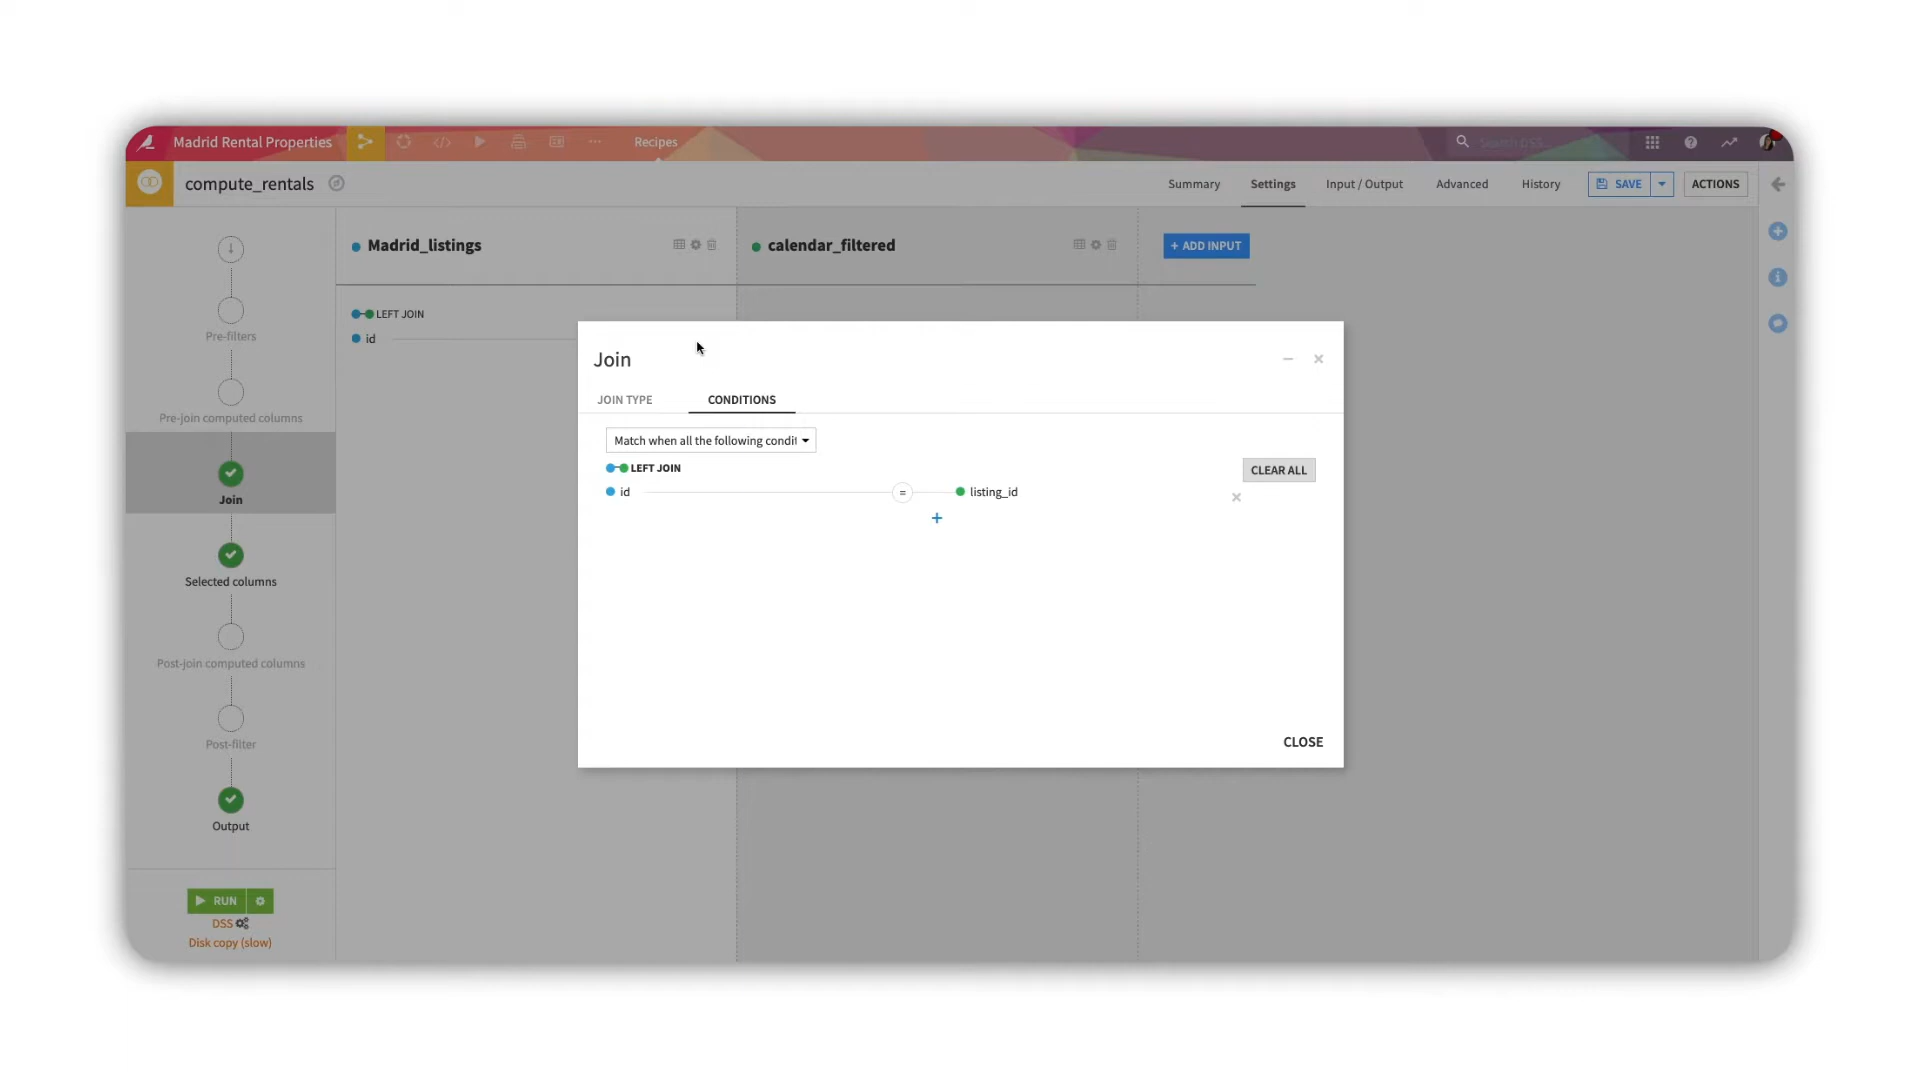 Madrid Rental Properties
Recipes
Search DSS...
compute_rentals
Summary
Settings
Input / Output
Advanced
History
SAVE
ACTIONS
Madrid_listings
calendar_filtered
+ ADD INPUT
LEFT JOIN
id
Pre-filters
Pre-join computed columns
Join
Selected columns
Post-join computed columns
Post-filter
Output
RUN
DSS
Disk copy (slow)
Join
JOIN TYPE
CONDITIONS
Match when all the following condit
LEFT JOIN
CLEAR ALL
id
=
listing_id
+
CLOSE